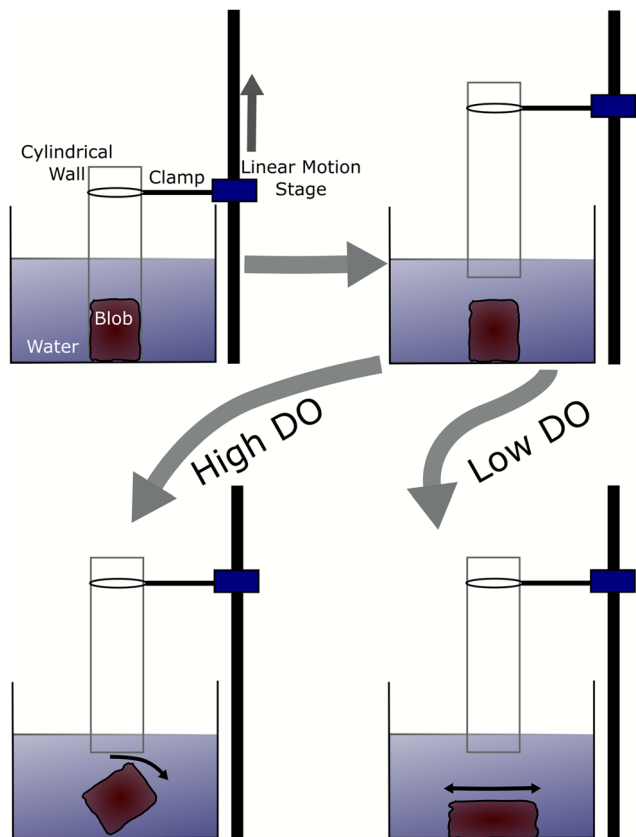 Cylindrical
Wall
Clamp
Linear Motion
Stage
Blob
Water
High DO
Low DO